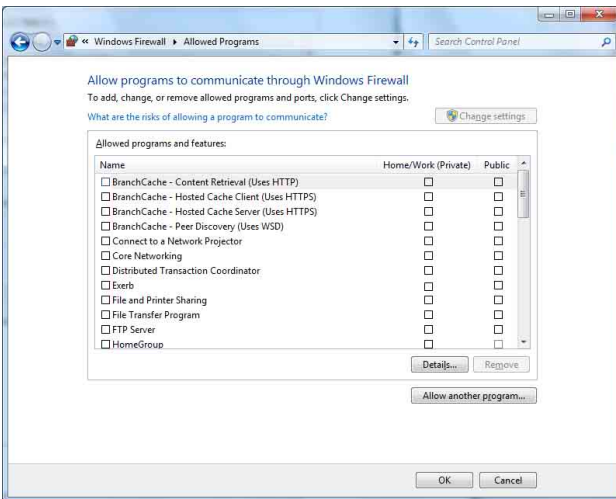 « Windows Firewall ▸ Allowed Programs
Search Control Panel
Allow programs to communicate through Windows Firewall
To add, change, or remove allowed programs and ports, click Change settings.
What are the risks of allowing a program to communicate?
Change settings
Allowed programs and features:
Name Home/Work (Private) Public
BranchCache - Content Retrieval (Uses HTTP)
BranchCache - Hosted Cache Client (Uses HTTPS)
BranchCache - Hosted Cache Server (Uses HTTPS)
BranchCache - Peer Discovery (Uses WSD)
Connect to a Network Projector
Core Networking
Distributed Transaction Coordinator
Exerb
File and Printer Sharing
File Transfer Program
FTP Server
HomeGroup
Details... Remove
Allow another program...
OK Cancel